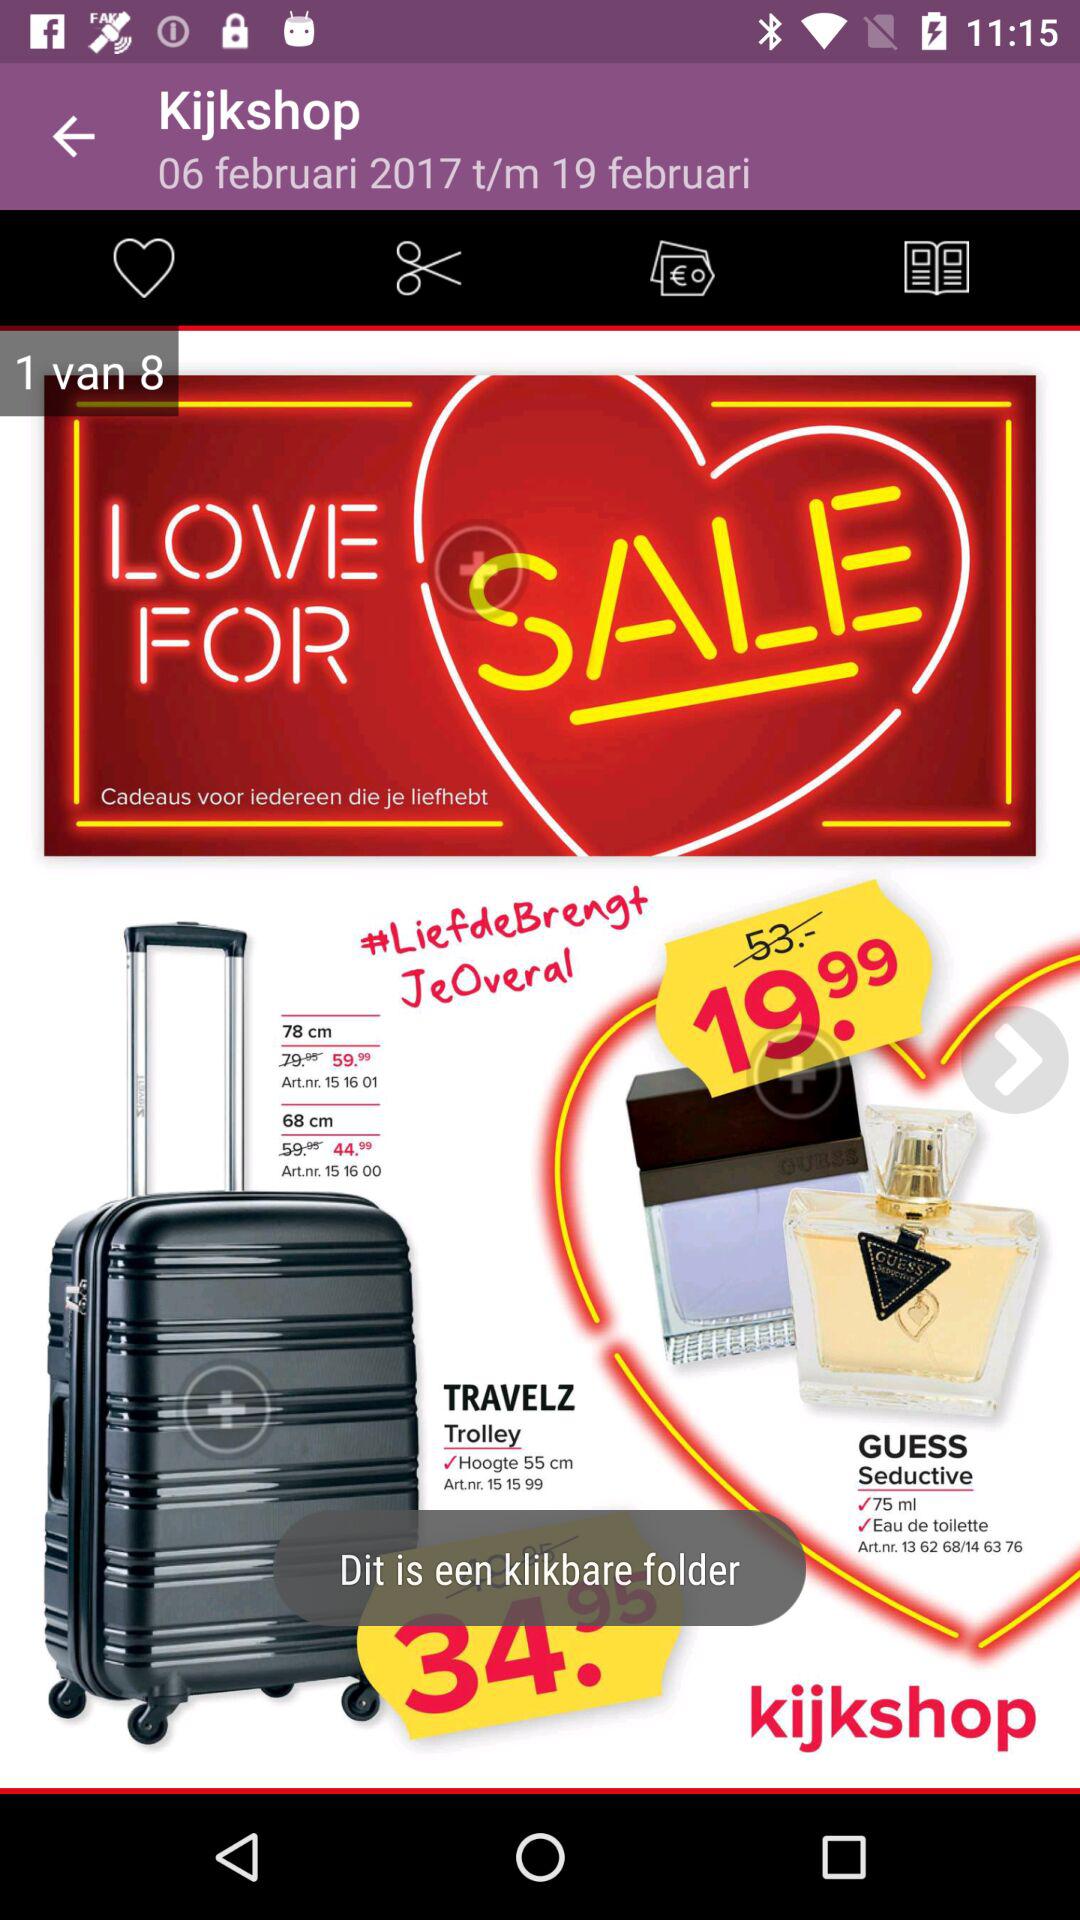 FAKE
11:15
Kijkshop
06 februari 2017 t/m 19 februari
1 van 8
LOVE
FOR
SALE
Cadeaus voor iedereen die je liefhebt
#LiefdeBrengt
JeOveral
53.-
19.99
78 cm
79.95 59.99
Art.nr. 15 16 01
68 cm
59.95 44.99
Art.nr. 15 16 00
GUESS
GUESS
SEDUCTIVE
TRAVELZ
Trolley
✓Hoogte 55 cm
Art.nr. 15 15 99
GUESS
Seductive
✓75 ml
✓Eau de toilette
Art.nr. 13 62 68/14 63 76
Dit is een klikbare folder
34.95
kijkshop